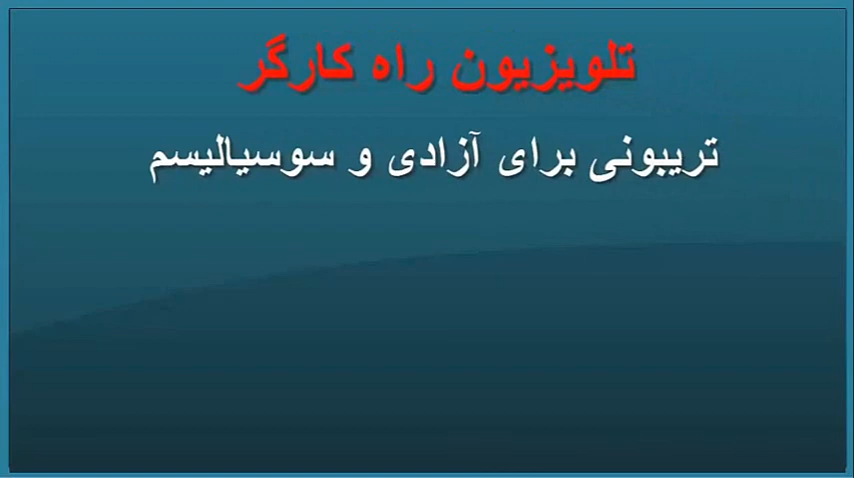 تلویزیون راه کارگر
تریبونی برای آزادی و سوسیالیسم